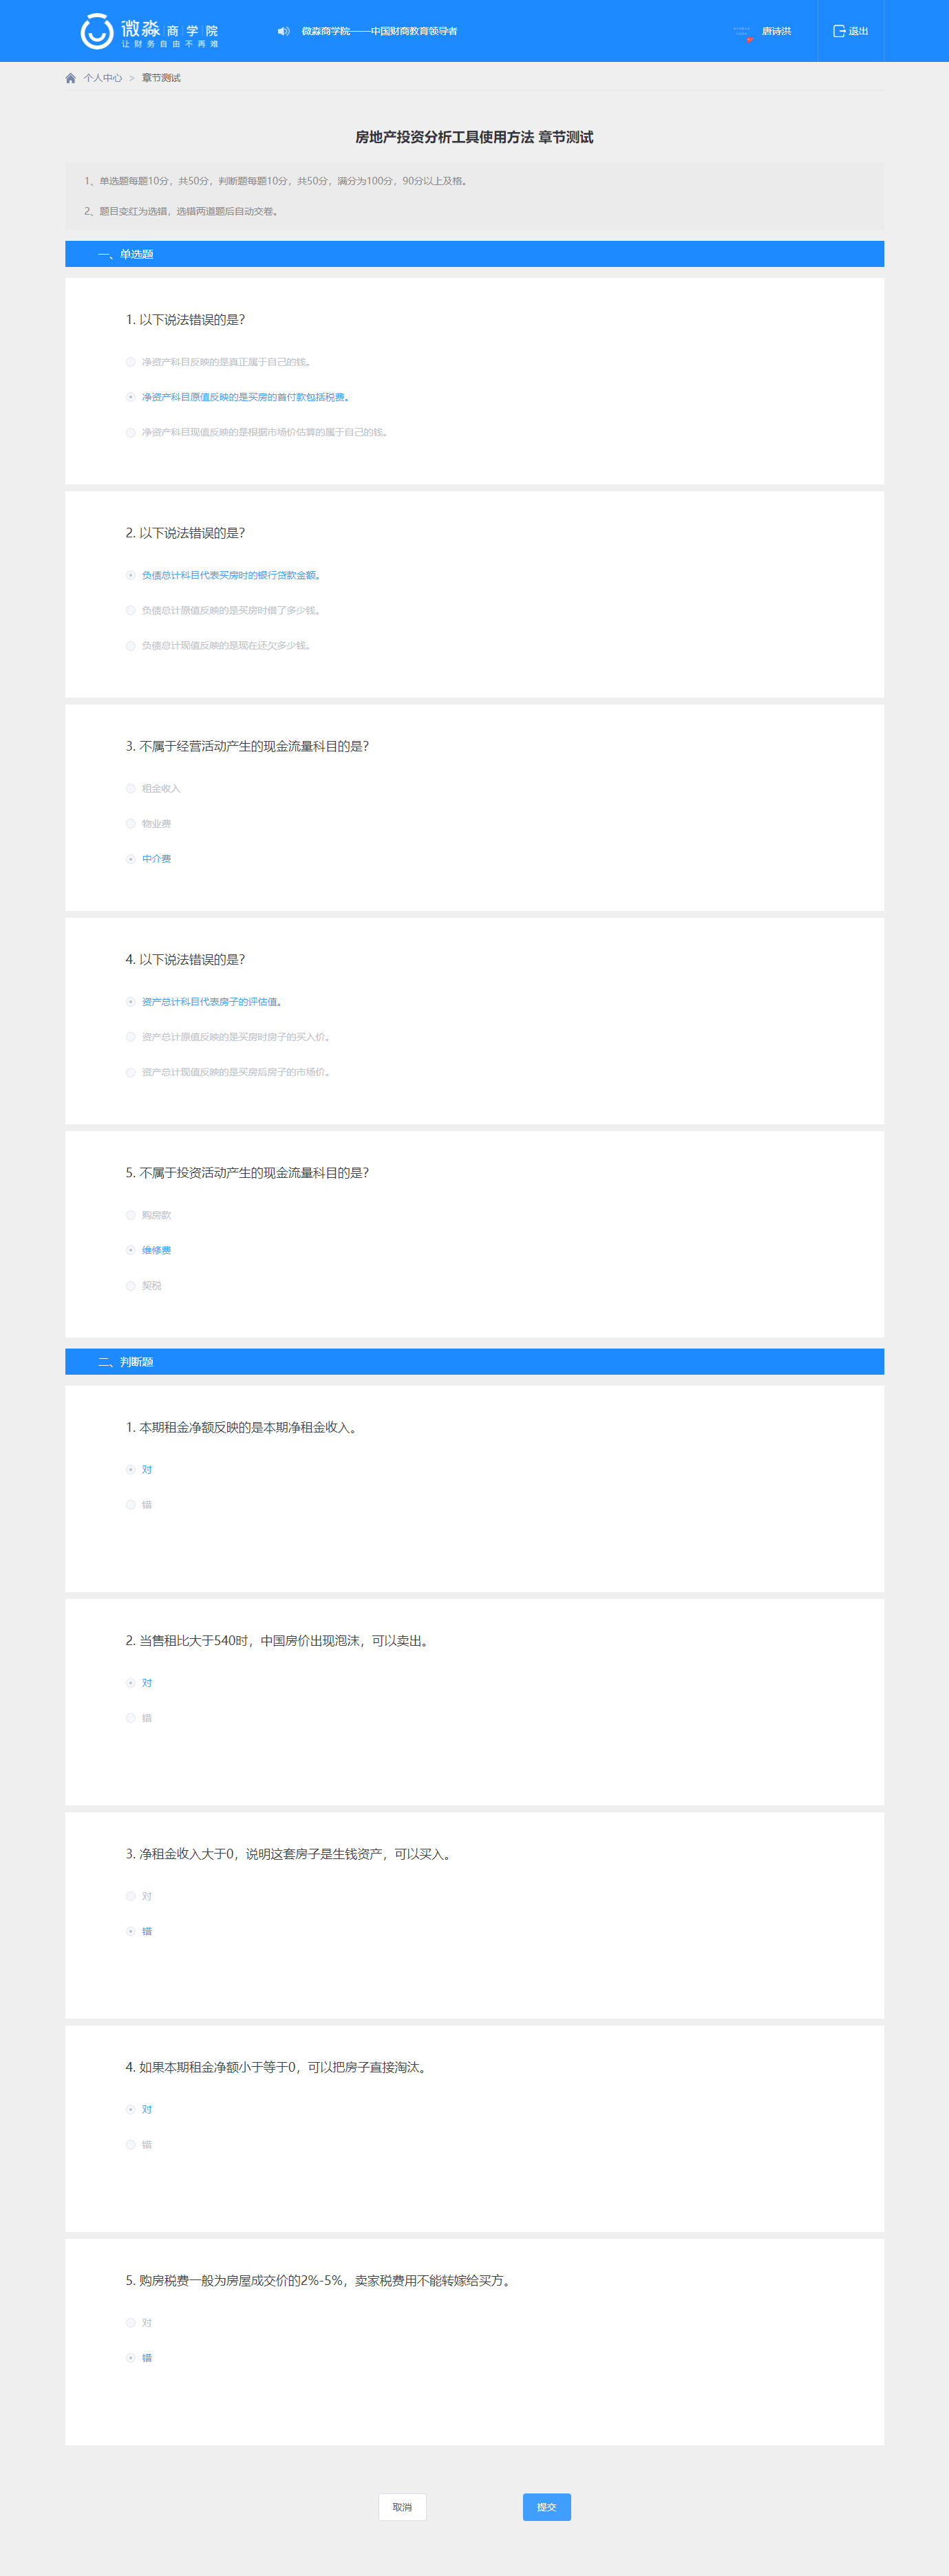 微淼 商 学 院
让 财 务 自 由 不 再 难
微淼商学院——中国财商教育领导者
唐诗洪
退出
个人中心 > 章节测试
房地产投资分析工具使用方法 章节测试
1、单选题每题10分，共50分，判断题每题10分，共50分，满分为100分，90分以上及格。
2、题目变红为选错，选错两道题后自动交卷。
一、单选题
1. 以下说法错误的是?
净资产科目反映的是真正属于自己的钱。
净资产科目原值反映的是买房的首付款包括税费。
净资产科目现值反映的是根据市场价估算的属于自己的钱。
2. 以下说法错误的是?
负债总计科目代表买房时的银行贷款金额。
负债总计原值反映的是买房时借了多少钱。
负债总计现值反映的是现在还欠多少钱。
3. 不属于经营活动产生的现金流量科目的是?
租金收入
物业费
中介费
4. 以下说法错误的是?
资产总计科目代表房子的评估值。
资产总计原值反映的是买房时房子的买入价。
资产总计现值反映的是买房后房子的市场价。
5. 不属于投资活动产生的现金流量科目的是?
购房款
维修费
契税
二、判断题
1. 本期租金净额反映的是本期净租金收入。
对
错
2. 当售租比大于540时，中国房价出现泡沫，可以卖出。
对
错
3. 净租金收入大于0，说明这套房子是生钱资产，可以买入。
对
错
4. 如果本期租金净额小于等于0，可以把房子直接淘汰。
对
错
5. 购房税费一般为房屋成交价的2%-5%，卖家税费用不能转嫁给买方。
对
错
取消
提交